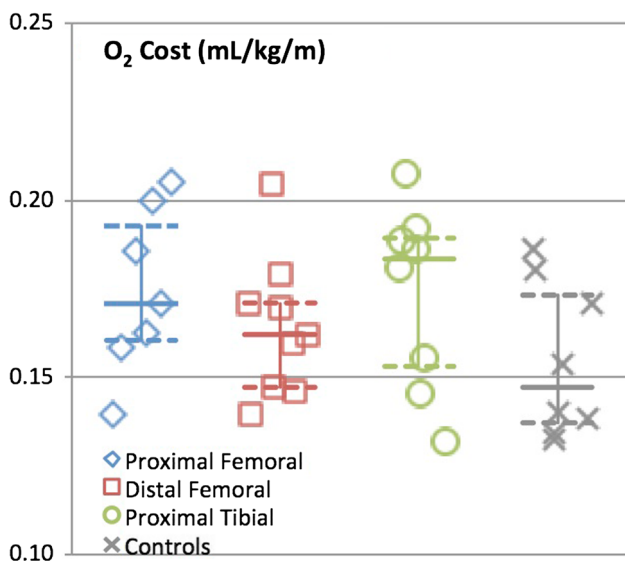 0.25
O₂ Cost (mL/kg/m)
0.20
0.15
Proximal Femoral
Distal Femoral
Proximal Tibial
Controls
0.10